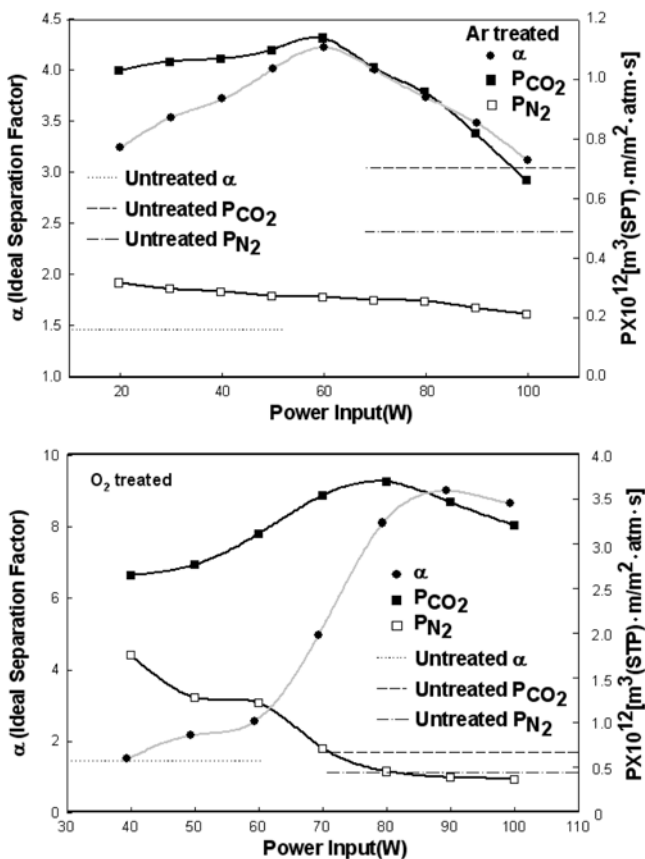 4.5
4.0
3.5
3.0
2.5
2.0
1.5
1.0
α (Ideal Separation Factor)
Ar treated
α
PCO2
PN2
Untreated α
Untreated PCO2
Untreated PN2
1.2
1.0
0.8
0.6
0.4
0.2
0.0
PX10¹²[m³(SPT)·m/m²·atm·s]
20 40 60 80 100
Power Input(W)
10
8
6
4
2
0
α (Ideal Separation Factor)
O2 treated
α
PCO2
PN2
Untreated α
Untreated PCO2
Untreated PN2
4.0
3.5
3.0
2.5
2.0
1.5
1.0
0.5
0
PX10¹²[m³(STP)·m/m²·atm·s]
30 40 50 60 70 80 90 100 110
Power Input(W)